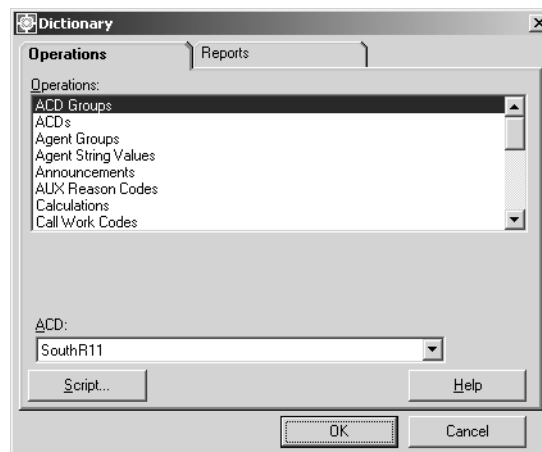 Dictionary
Operations
Reports
Operations:
ACD Groups
ACDs
Agent Groups
Agent String Values
Announcements
AUX Reason Codes
Calculations
Call Work Codes
ACD:
SouthR11
Script...
Help
OK
Cancel